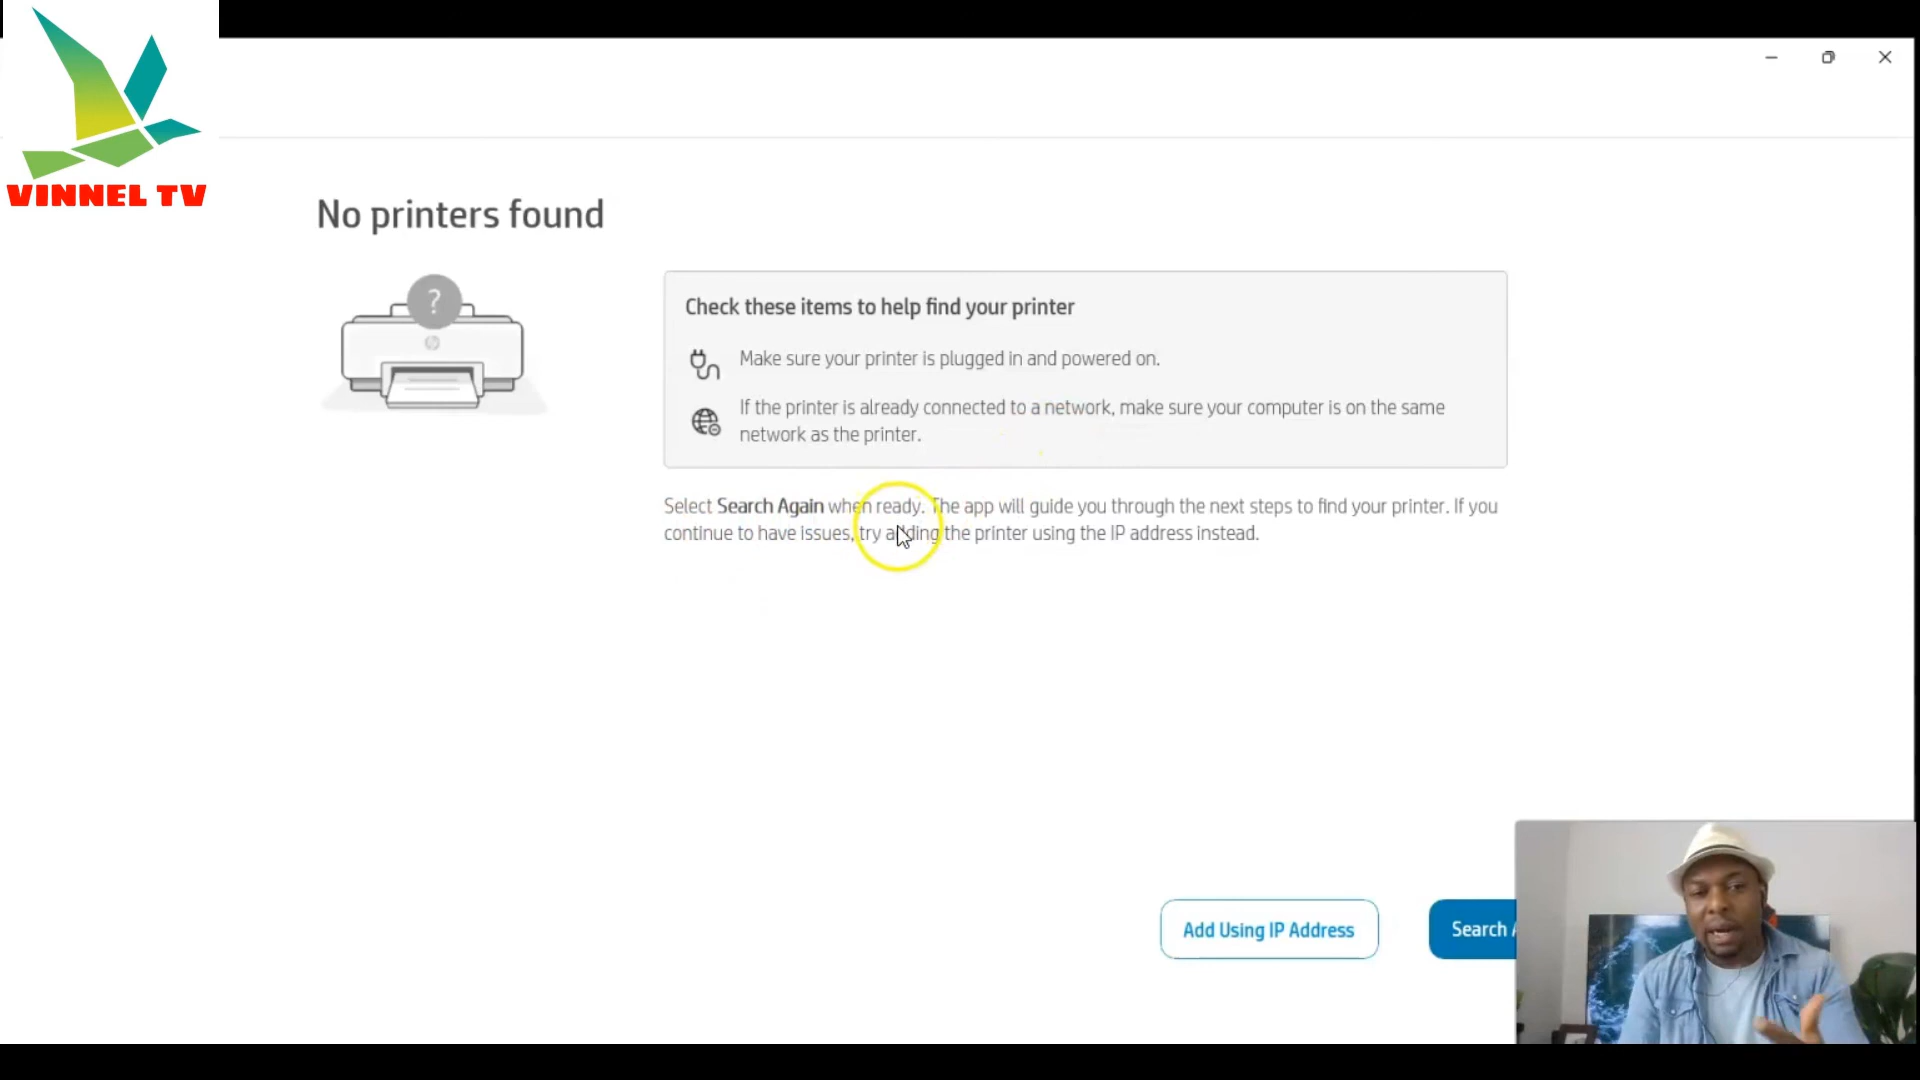 VINNEL TV
No printers found
?
Check these items to help find your printer
Make sure your printer is plugged in and powered on.
If the printer is already connected to a network, make sure your computer is on the same
network as the printer.
Select Search Again when ready. The app will guide you through the next steps to find your printer. If you
continue to have issues, try adding the printer using the IP address instead.
Add Using IP Address
Search